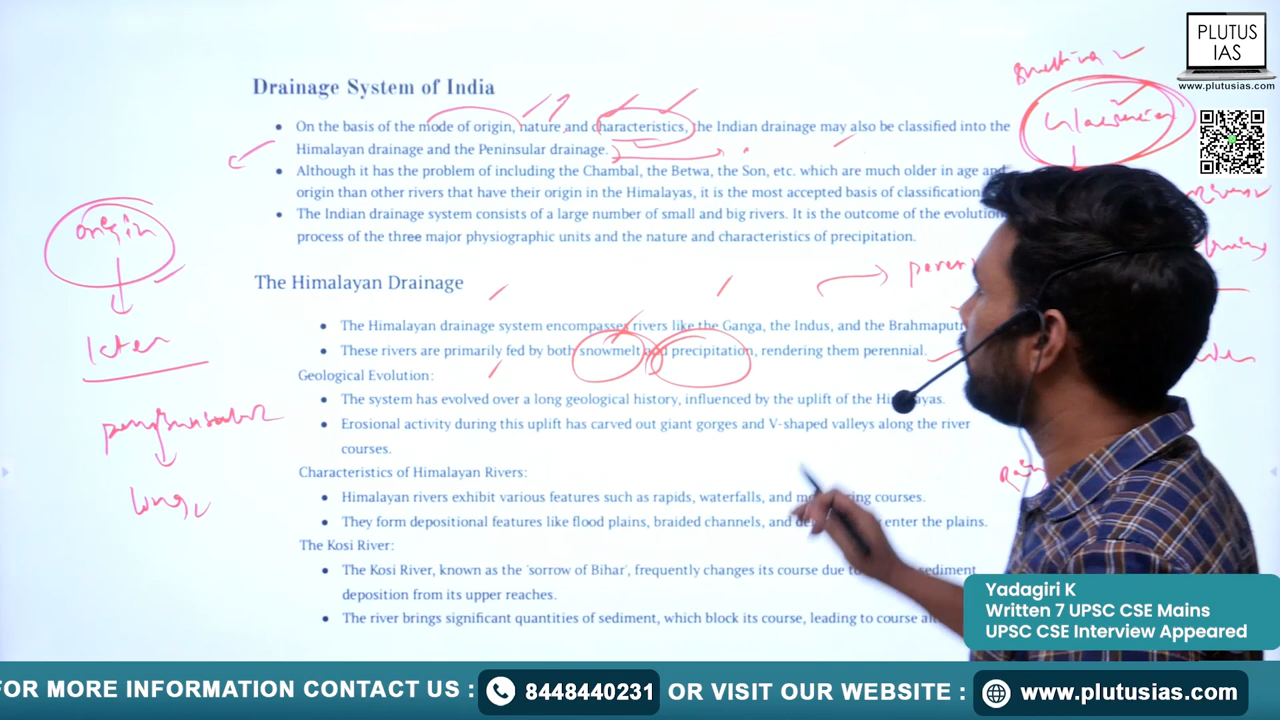 PLUTUS
IAS
www.plutusias.com
Drainage System of India
• On the basis of the mode of origin, nature and characteristics, the Indian drainage may also be classified into the
Himalayan drainage and the Peninsular drainage.
• Although it has the problem of including the Chambal, the Betwa, the Son, etc. which are much older in age and
origin than other rivers that have their origin in the Himalayas, it is the most accepted basis of classification
• The Indian drainage system consists of a large number of small and big rivers. It is the outcome of the evolution
process of the three major physiographic units and the nature and characteristics of precipitation.
origin
later
long
The Himalayan Drainage
• The Himalayan drainage system encompasses rivers like the Ganga, the Indus, and the Brahmaputr
• These rivers are primarily fed by both snowmelt and precipitation, rendering them perennial.
Geological Evolution:
• The system has evolved over a long geological history, influenced by the uplift of the Himalayas.
• Erosional activity during this uplift has carved out giant gorges and V-shaped valleys along the river
courses.
Characteristics of Himalayan Rivers:
• Himalayan rivers exhibit various features such as rapids, waterfalls, and courses.
• They form depositional features like flood plains, braided channels, and enter the plains.
The Kosi River:
• The Kosi River, known as the 'sorrow of Bihar', frequently changes its course due sediment
deposition from its upper reaches.
• The river brings significant quantities of sediment, which block its course, leading to course
Yadagiri K
Written 7 UPSC CSE Mains
UPSC CSE Interview Appeared
FOR MORE INFORMATION CONTACT US : 8448440231 OR VISIT OUR WEBSITE : www.plutusias.com